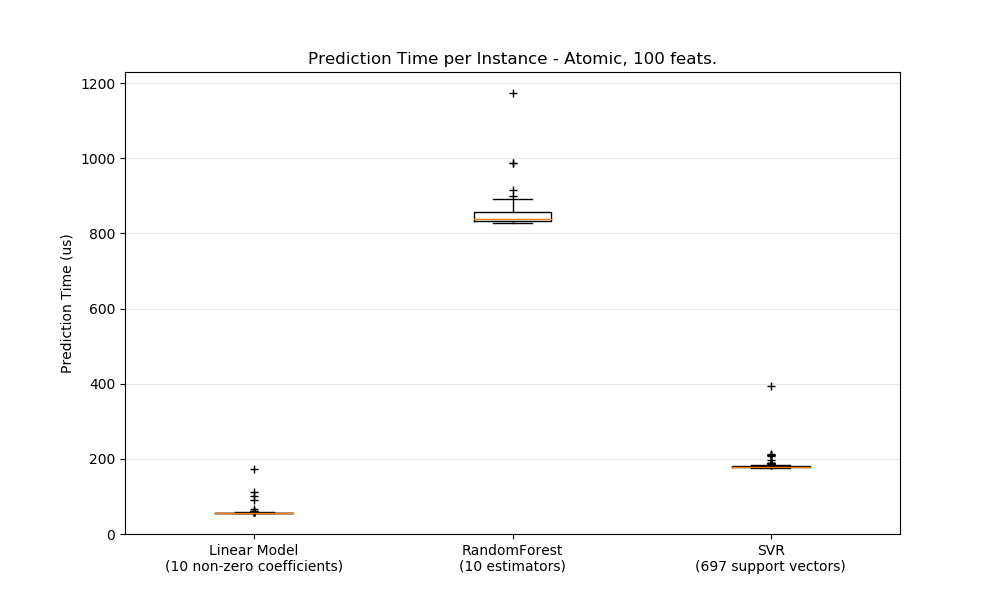 Prediction Time per Instance - Atomic, 100 feats.
1200
1000
800
600
400
200
0
Prediction Time (us)
Linear Model
(10 non-zero coefficients)
RandomForest
(10 estimators)
SVR
(697 support vectors)